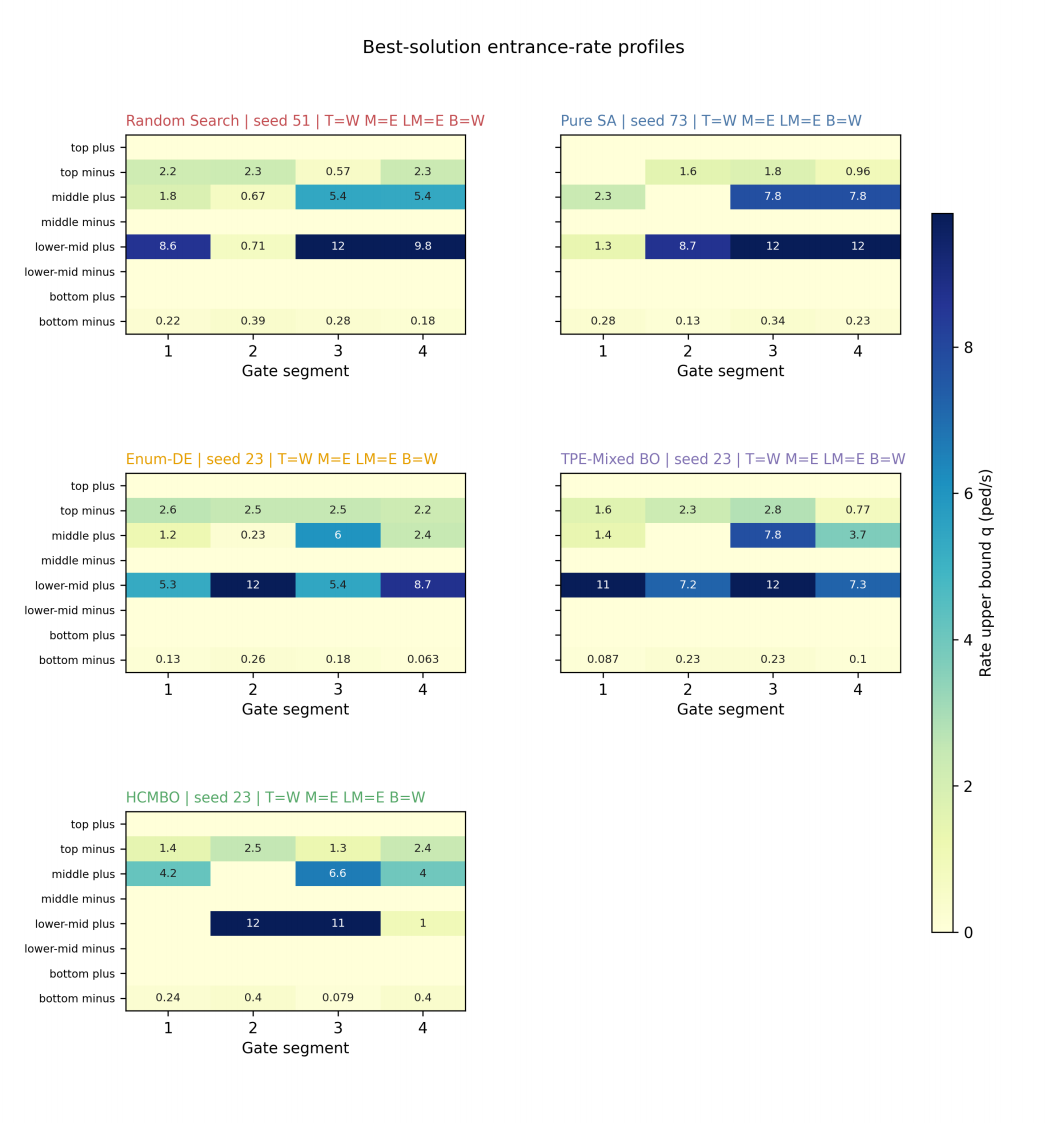 Best-solution entrance-rate profiles
Random Search | seed 51 | T=W M=E LM=E B=W
top plus
top minus 2.2 2.3 0.57 2.3
middle plus 1.8 0.67 5.4 5.4
middle minus
lower-mid plus 8.6 0.71 12 9.8
lower-mid minus
bottom plus
bottom minus 0.22 0.39 0.28 0.18
1 2 3 4
Gate segment
Pure SA | seed 73 | T=W M=E LM=E B=W
1.6 1.8 0.96
2.3 7.8 7.8
1.3 8.7 12 12
0.28 0.13 0.34 0.23
1 2 3 4
Gate segment
Enum-DE | seed 23 | T=W M=E LM=E B=W
top plus
top minus 2.6 2.5 2.5 2.2
middle plus 1.2 0.23 6 2.4
middle minus
lower-mid plus 5.3 12 5.4 8.7
lower-mid minus
bottom plus
bottom minus 0.13 0.26 0.18 0.063
1 2 3 4
Gate segment
TPE-Mixed BO | seed 23 | T=W M=E LM=E B=W
1.6 2.3 2.8 0.77
1.4 7.8 3.7
11 7.2 12 7.3
0.087 0.23 0.23 0.1
1 2 3 4
Gate segment
HCMBO | seed 23 | T=W M=E LM=E B=W
top plus
top minus 1.4 2.5 1.3 2.4
middle plus 4.2 6.6 4
middle minus
lower-mid plus 12 11 1
lower-mid minus
bottom plus
bottom minus 0.24 0.4 0.079 0.4
1 2 3 4
Gate segment
8
6
4
2
0
Rate upper bound q (ped/s)